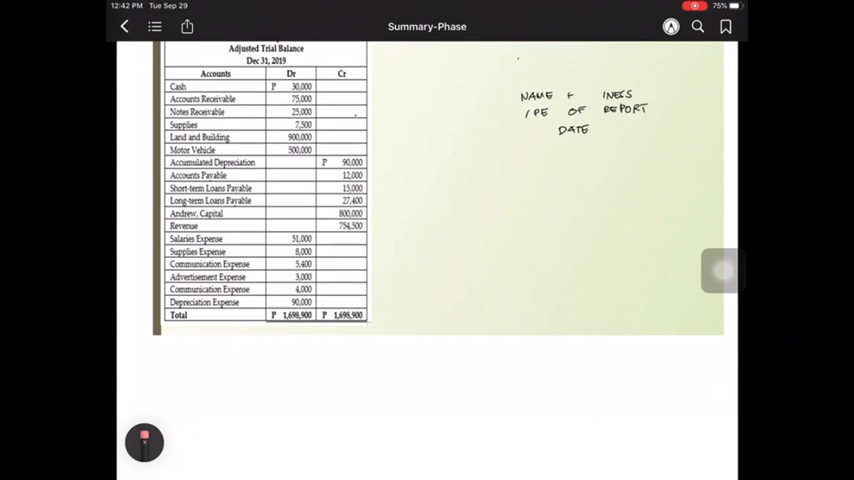 12:42 PM Tue Sep 29
75%
Summary-Phase
Adjusted Trial Balance
Dec 31, 2019
Accounts Dr Cr
Cash P 30,000
Accounts Receivable 75,000
Notes Receivable 25,000
Supplies 7,500
Land and Building 900,000
Motor Vehicle 500,000
Accumulated Depreciation P 90,000
Accounts Payable 12,000
Short-term Loans Payable 15,000
Long-term Loans Payable 27,400
Andrew, Capital 800,000
Revenue 754,500
Salaries Expense 51,000
Supplies Expense 8,000
Communication Expense 5,400
Advertisement Expense 3,000
Communication Expense 4,000
Depreciation Expense 90,000
Total P 1,698,900 P 1,698,900
NAME INESS
PE OF REPORT
DATE